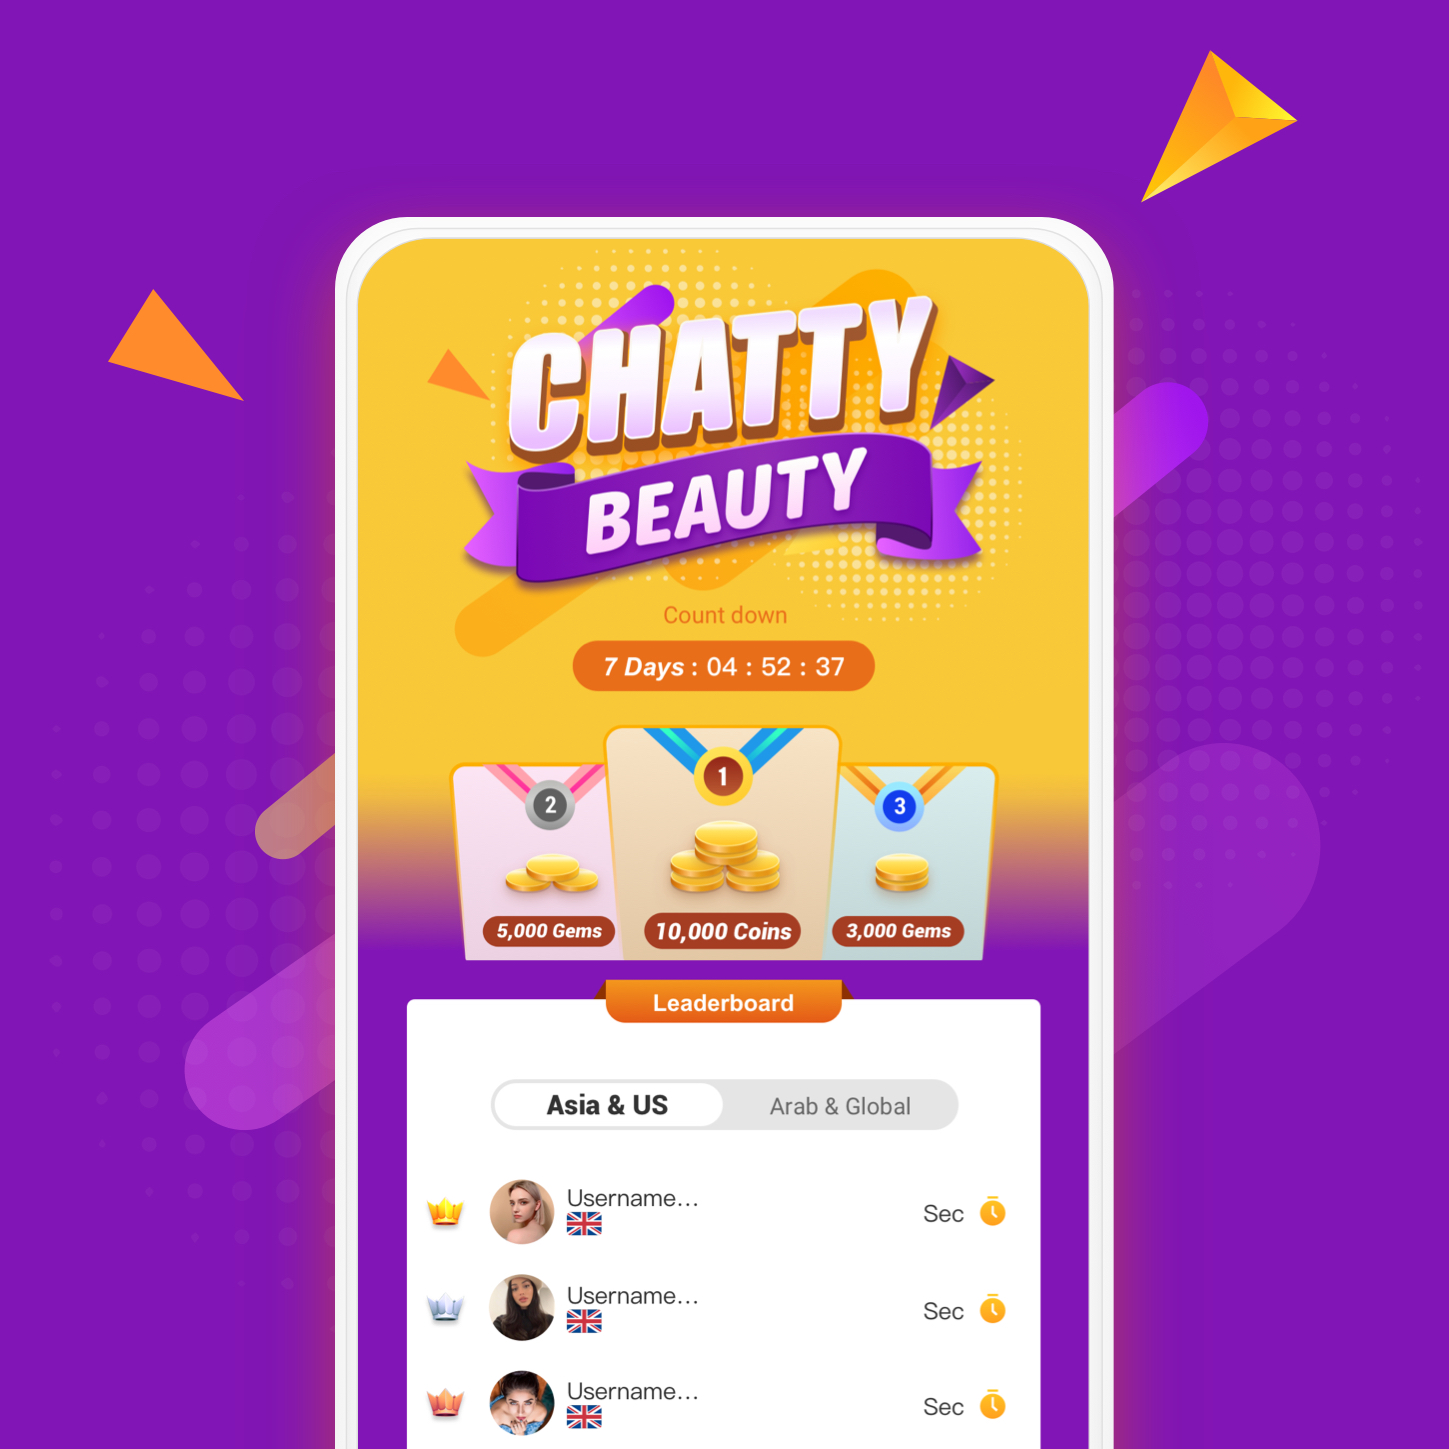 CHATTY
BEAUTY
Count down
7 Days : 04 : 52 : 37
2
1
3
5,000 Gems
10,000 Coins
3,000 Gems
Leaderboard
Asia & US
Arab & Global
Username...
Sec
Username...
Sec
Username...
Sec